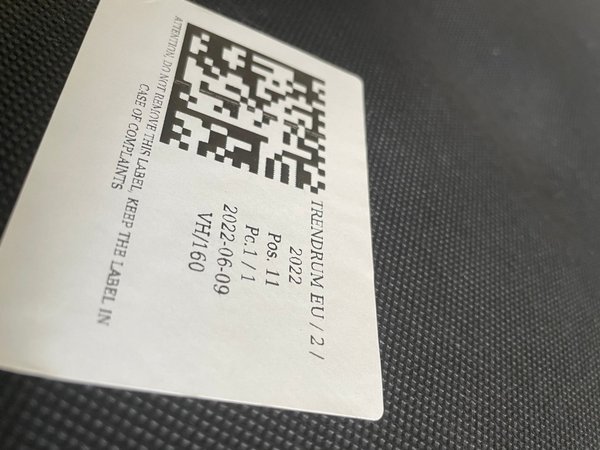 TRENDRUM EU / 2 /
2022
Pos. 11
Pc.1 / 1
2022-06-09
VH/160
ATTENTION, DO NOT REMOVE THIS LABEL, KEEP THE LABEL IN
CASE OF COMPLAINTS